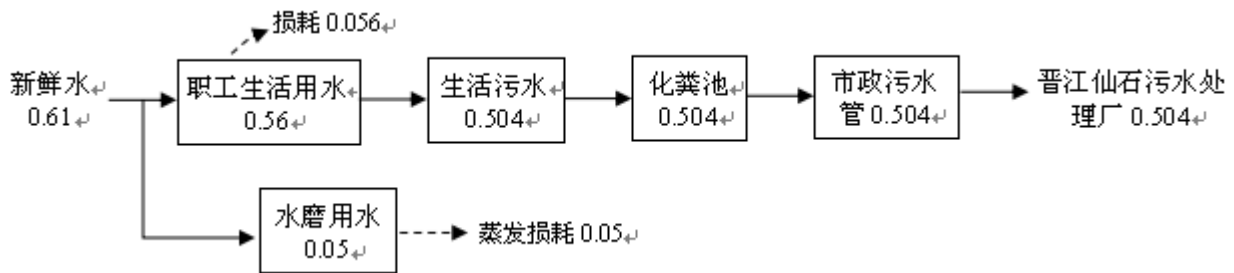 损耗 0.056
新鲜水
0.61
职工生活用水
0.56
生活污水
0.504
化粪池
0.504
市政污水
管 0.504
晋江仙石污水处
理厂 0.504
水磨用水
0.05
蒸发损耗 0.05